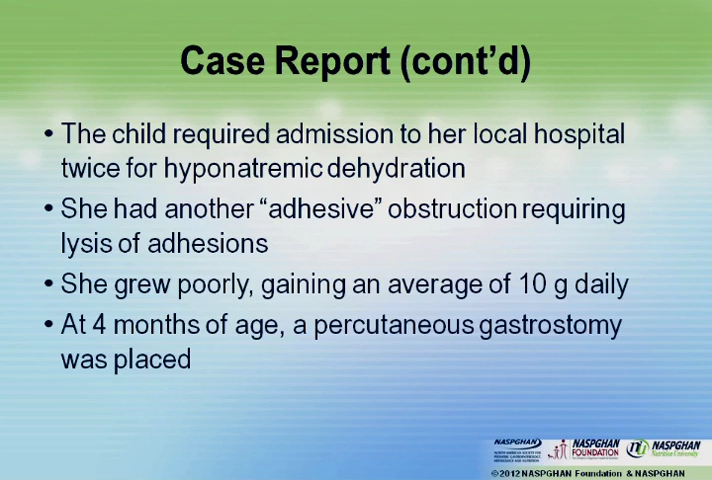 Case Report (cont’d)
• The child required admission to her local hospital
twice for hyponatremic dehydration
• She had another “adhesive” obstruction requiring
lysis of adhesions
• She grew poorly, gaining an average of 10 g daily
• At 4 months of age, a percutaneous gastrostomy
was placed
NASPGHAN
NASPGHAN
FOUNDATION
NASPGHAN
Nutrition University
©2012 NASPGHAN Foundation & NASPGHAN